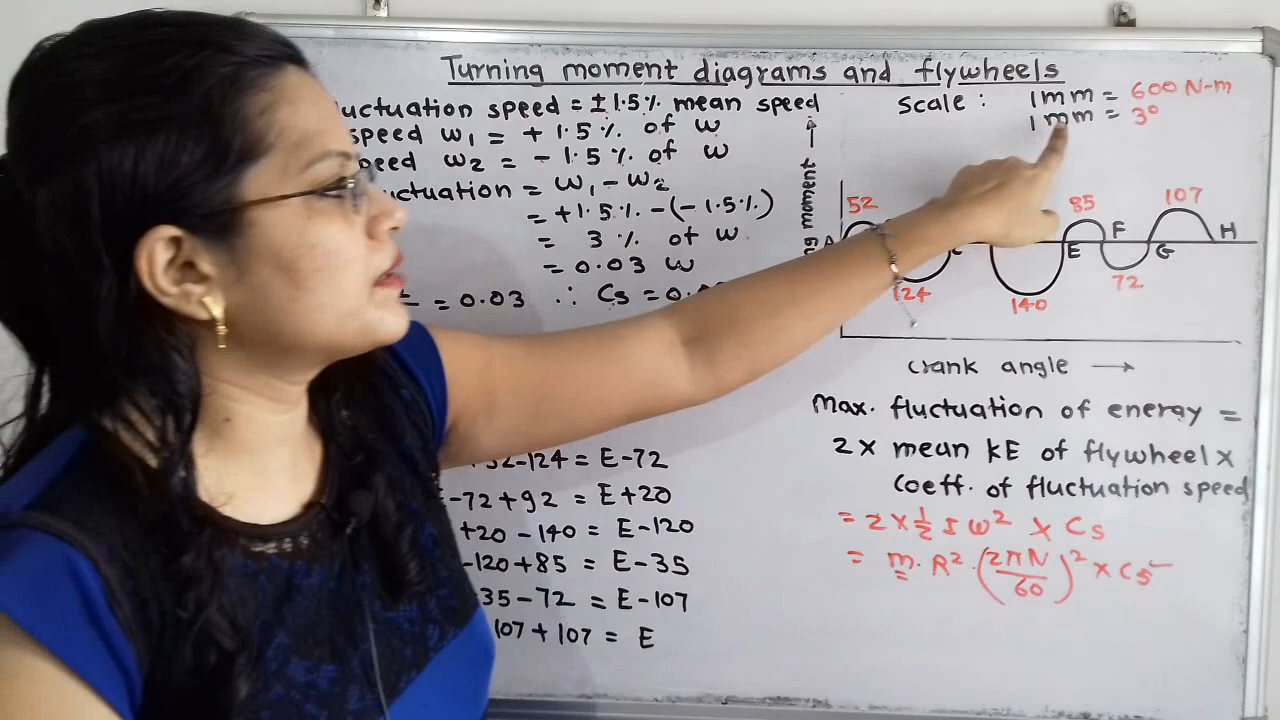 Turning moment diagrams and flywheels
uctuation speed = ± 1.5% mean speed
speed ω1 = + 1.5 % of ω
peed ω2 = - 1.5 % of ω
uctuation = ω1 - ω2
= +1.5% - (-1.5%)
= 3 % of ω
= 0.03 ω
= 0.03 ∴ Cs = 0.0
-124 = E-72
-72 + 92 = E+20
+20 - 140 = E-120
-120 + 85 = E-35
35 - 72 = E-107
107 + 107 = E
Scale : 1mm = 600 N-m
1mm = 3°
moment →
52
85
107
F
H
E
G
124
140
72
crank angle →
Max. fluctuation of energy =
2 x mean KE of flywheel x
Coeff. of fluctuation speed
= 2 x 1/2 I ω² x Cs
= m. R². (2πN/60)² x Cs